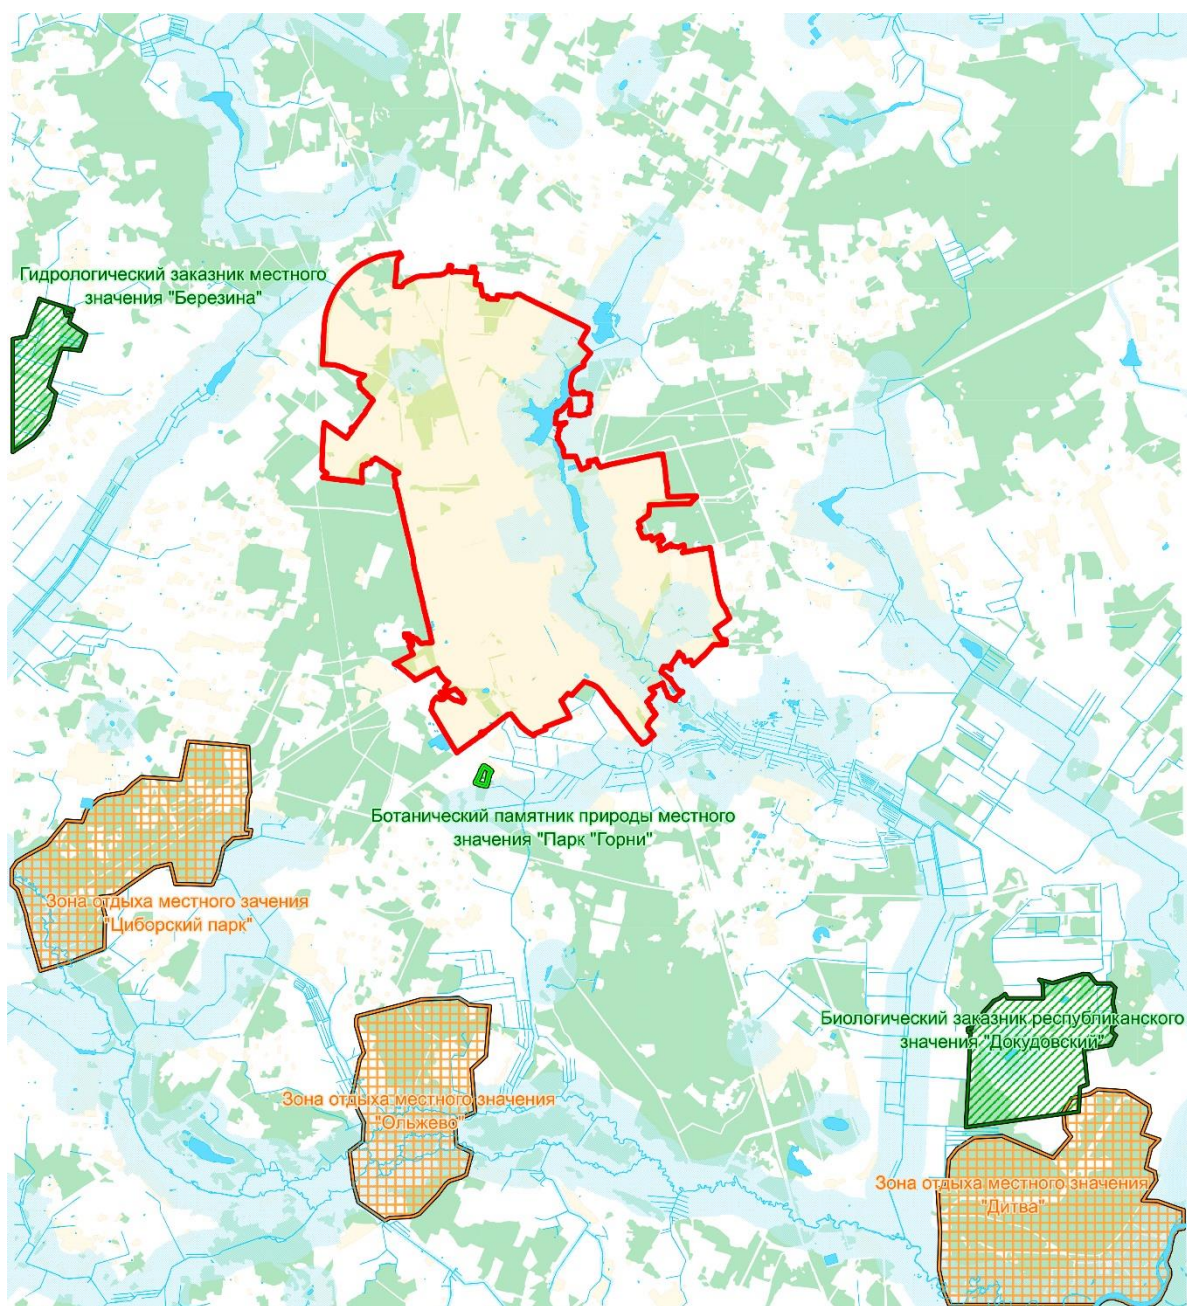 Гидрологический заказник местного
значения "Березина"
Ботанический памятник природы местного
значения "Парк "Горни"
Зона отдыха местного зачения
"Циборский парк"
Биологический заказник республиканского
значения "Докудовский"
Зона отдыха местного значения
"Ольжево"
Зона отдыха местного значения
"Дитва"